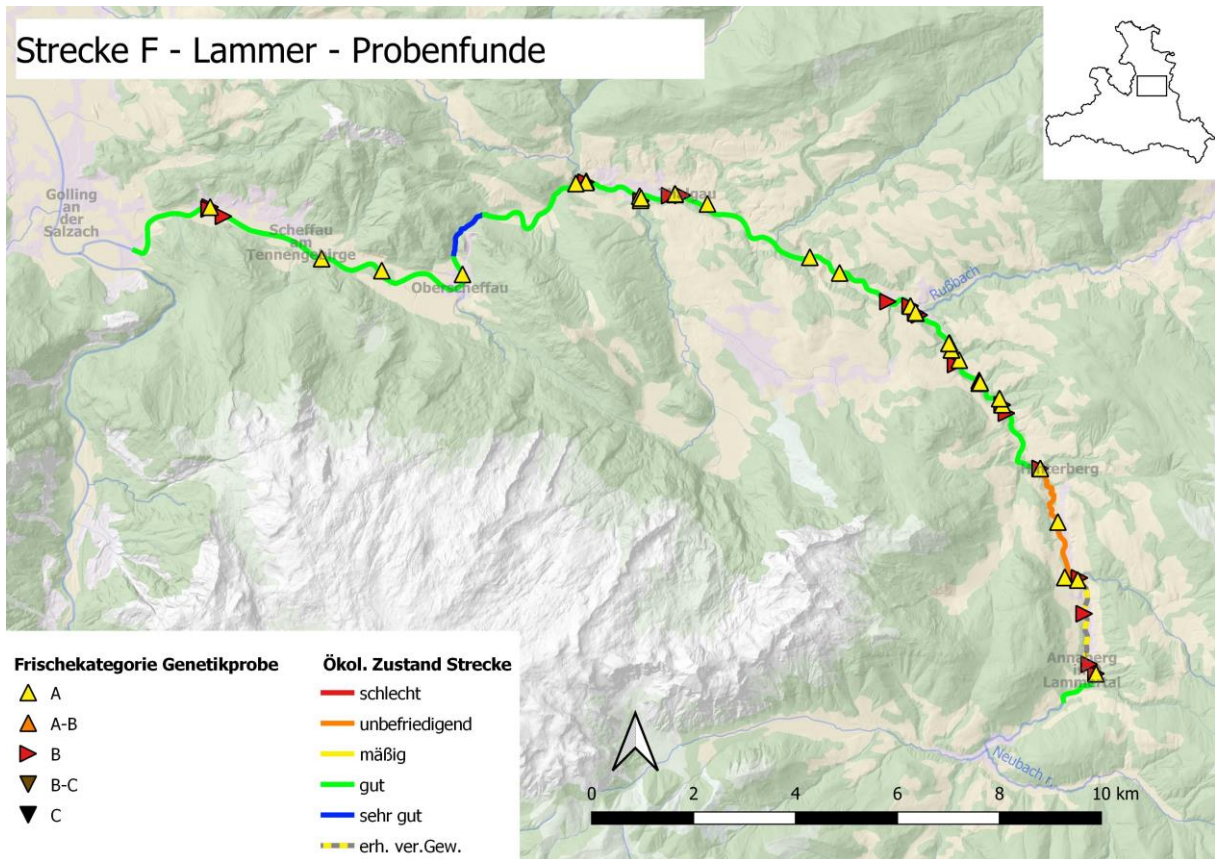 Strecke F - Lammer - Probenfunde
Golling
an
der
Salzach
Scheffau
am
Tennengebirge
Oberscheffau
Rußbach
Annaberg
im
Lammertal
Neubach r.
Frischekategorie Genetikprobe
A
A-B
B
B-C
C
Ökol. Zustand Strecke
schlecht
unbefriedigend
mäßig
gut
sehr gut
erh. ver.Gew.
0 2 4 6 8 10 km